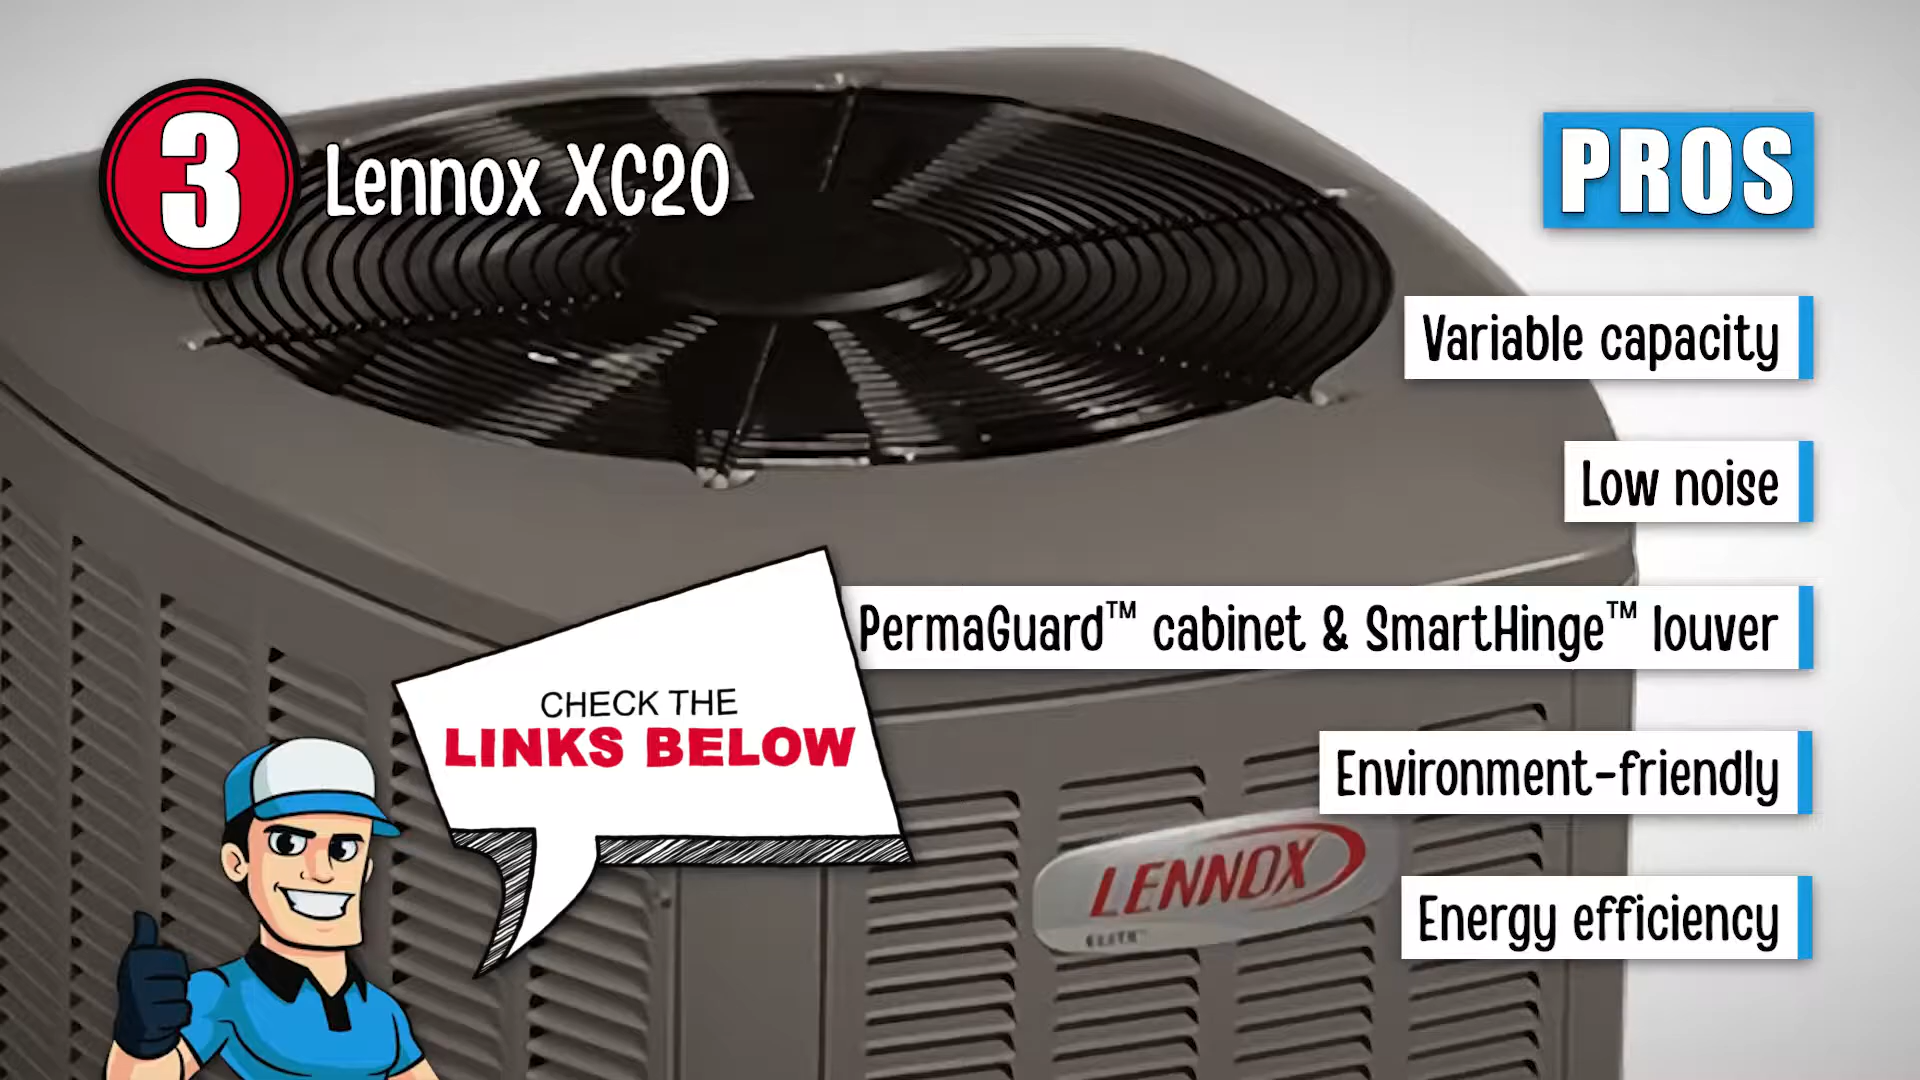 3
Lennox XC20
PROS
Variable capacity
Low noise
PermaGuard™ cabinet & SmartHinge™ louver
Environment-friendly
Energy efficiency
CHECK THE
LINKS BELOW
LENNOX
ELITE